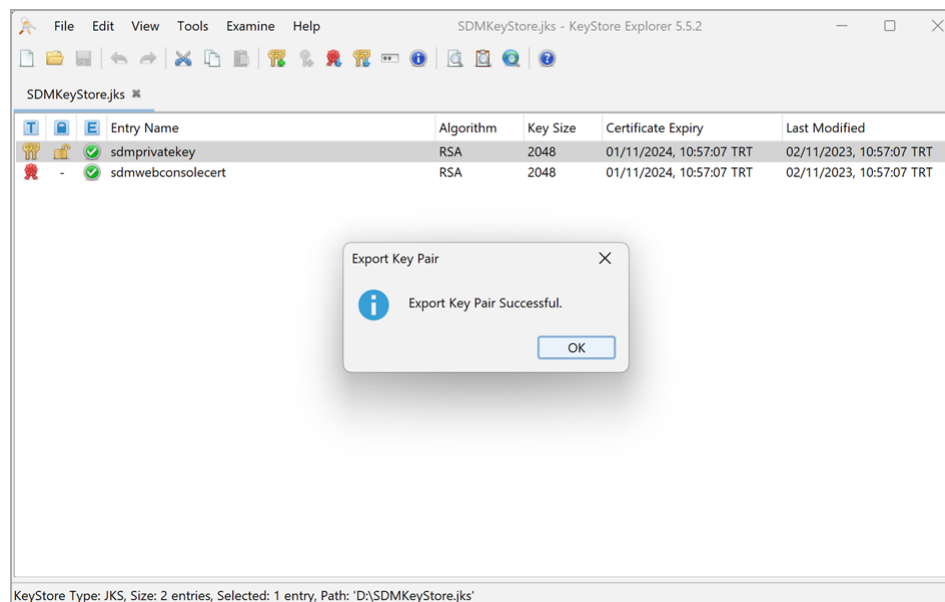 File Edit View Tools Examine Help SDMKeyStore.jks - KeyStore Explorer 5.5.2
SDMKeyStore.jks
T E Entry Name Algorithm Key Size Certificate Expiry Last Modified
sdmprivatekey RSA 2048 01/11/2024, 10:57:07 TRT 02/11/2023, 10:57:07 TRT
- sdmwebconsolecert RSA 2048 01/11/2024, 10:57:07 TRT 02/11/2023, 10:57:07 TRT
Export Key Pair
Export Key Pair Successful.
OK
KeyStore Type: JKS, Size: 2 entries, Selected: 1 entry, Path: 'D:\SDMKeyStore.jks'